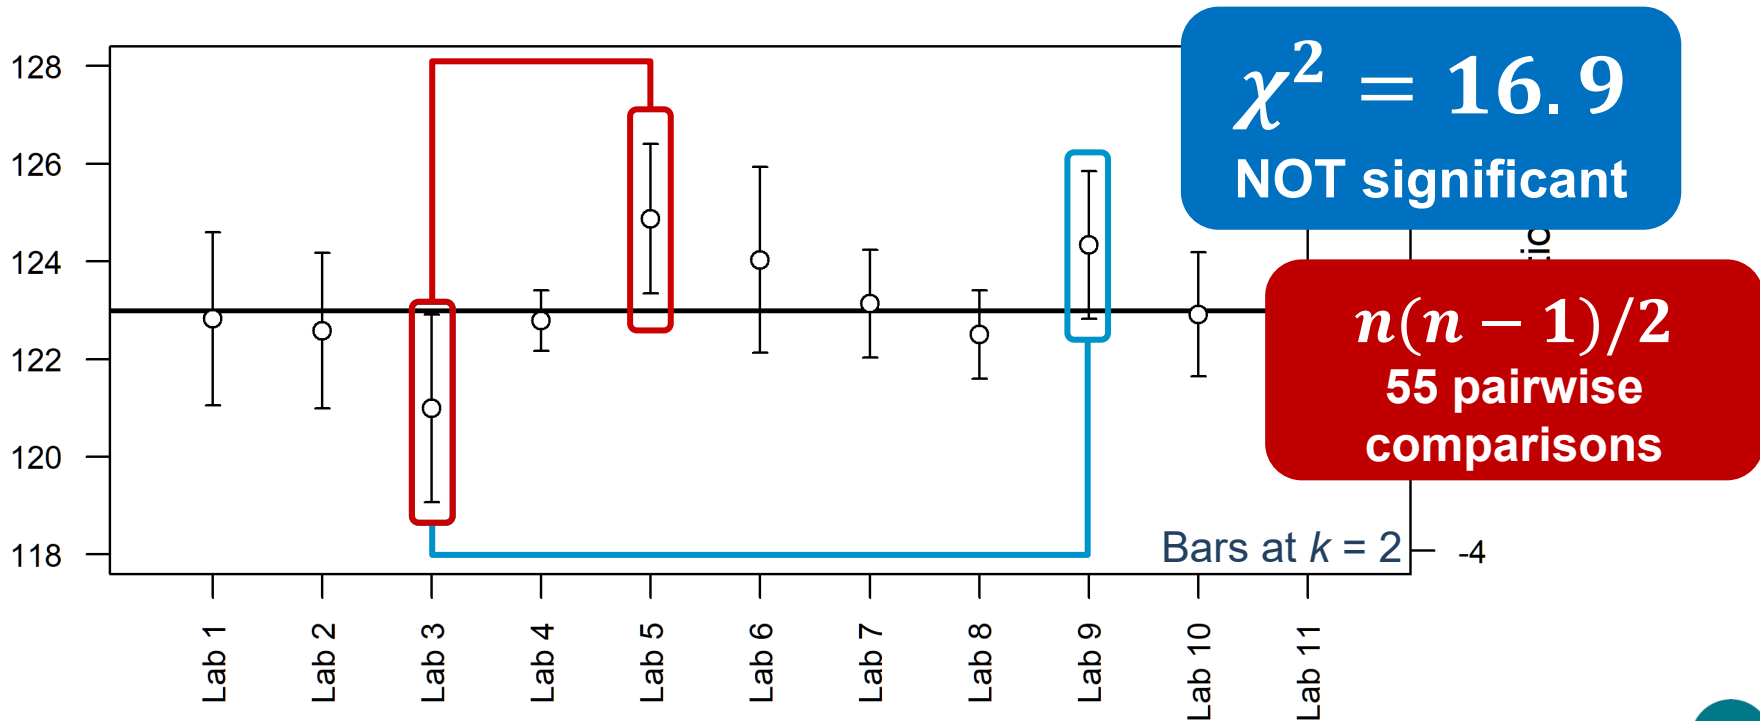 128
126
124
122
120
118
χ² = 16.9
NOT significant
n(n − 1)/2
55 pairwise
comparisons
Bars at k = 2
-4
Lab 1
Lab 2
Lab 3
Lab 4
Lab 5
Lab 6
Lab 7
Lab 8
Lab 9
Lab 10
Lab 11